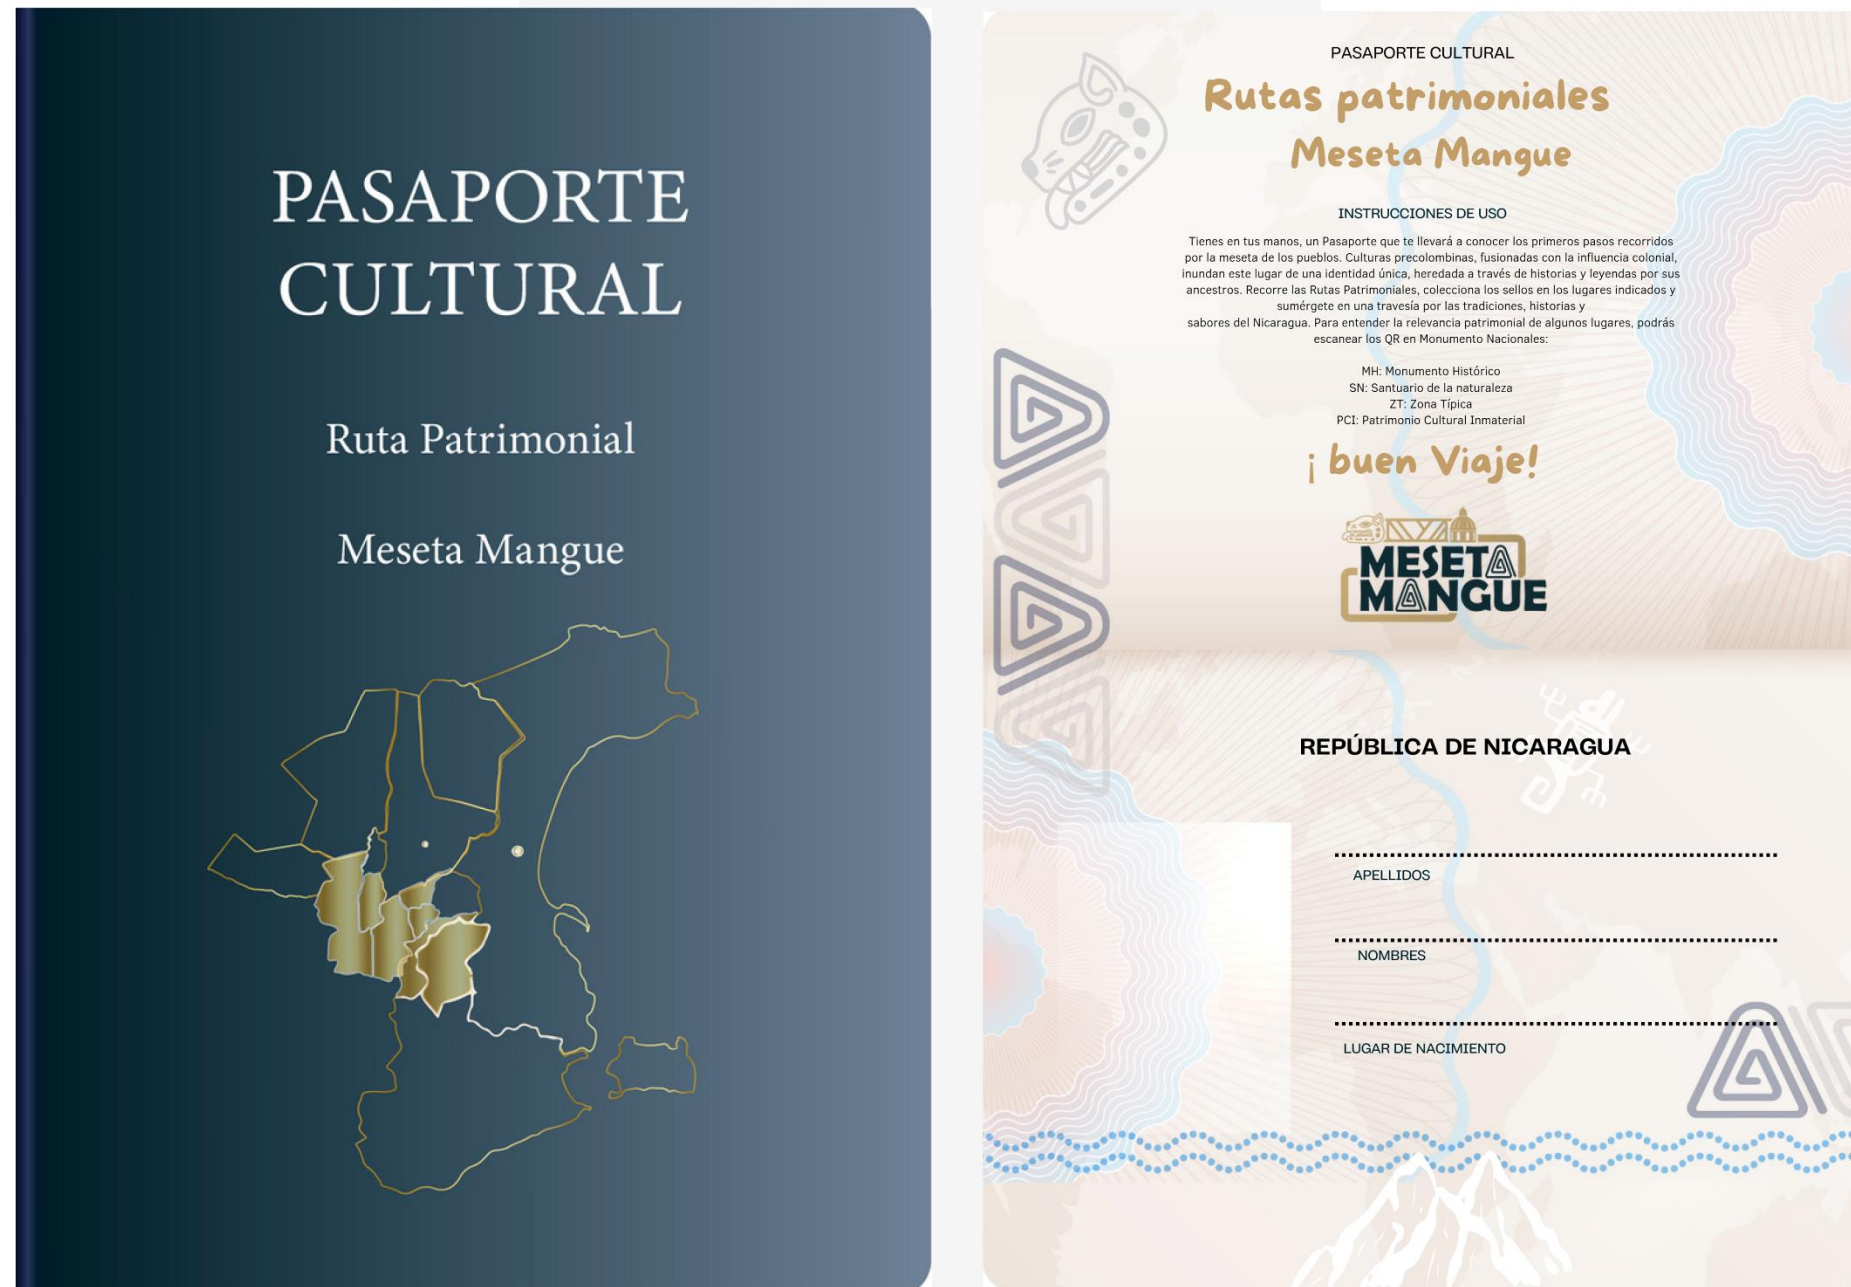 PASAPORTE
CULTURAL
Ruta Patrimonial
Meseta Mangue
PASAPORTE CULTURAL
Rutas patrimoniales
Meseta Mangue
INSTRUCCIONES DE USO
Tienes en tus manos, un Pasaporte que te llevará a conocer los primeros pasos recorridos
por la meseta de los pueblos. Culturas precolombinas, fusionadas con la influencia colonial,
inundan este lugar de una identidad única, heredada a través de historias y leyendas por sus
ancestros. Recorre las Rutas Patrimoniales, colecciona los sellos en los lugares indicados y
sumérgete en una travesía por las tradiciones, historias y
sabores del Nicaragua. Para entender la relevancia patrimonial de algunos lugares, podrás
escanear los QR en Monumento Nacionales:
MH: Monumento Histórico
SN: Santuario de la naturaleza
ZT: Zona Típica
PCI: Patrimonio Cultural Inmaterial
¡ buen Viaje!
MESETA
MANGUE
REPÚBLICA DE NICARAGUA
APELLIDOS
NOMBRES
LUGAR DE NACIMIENTO